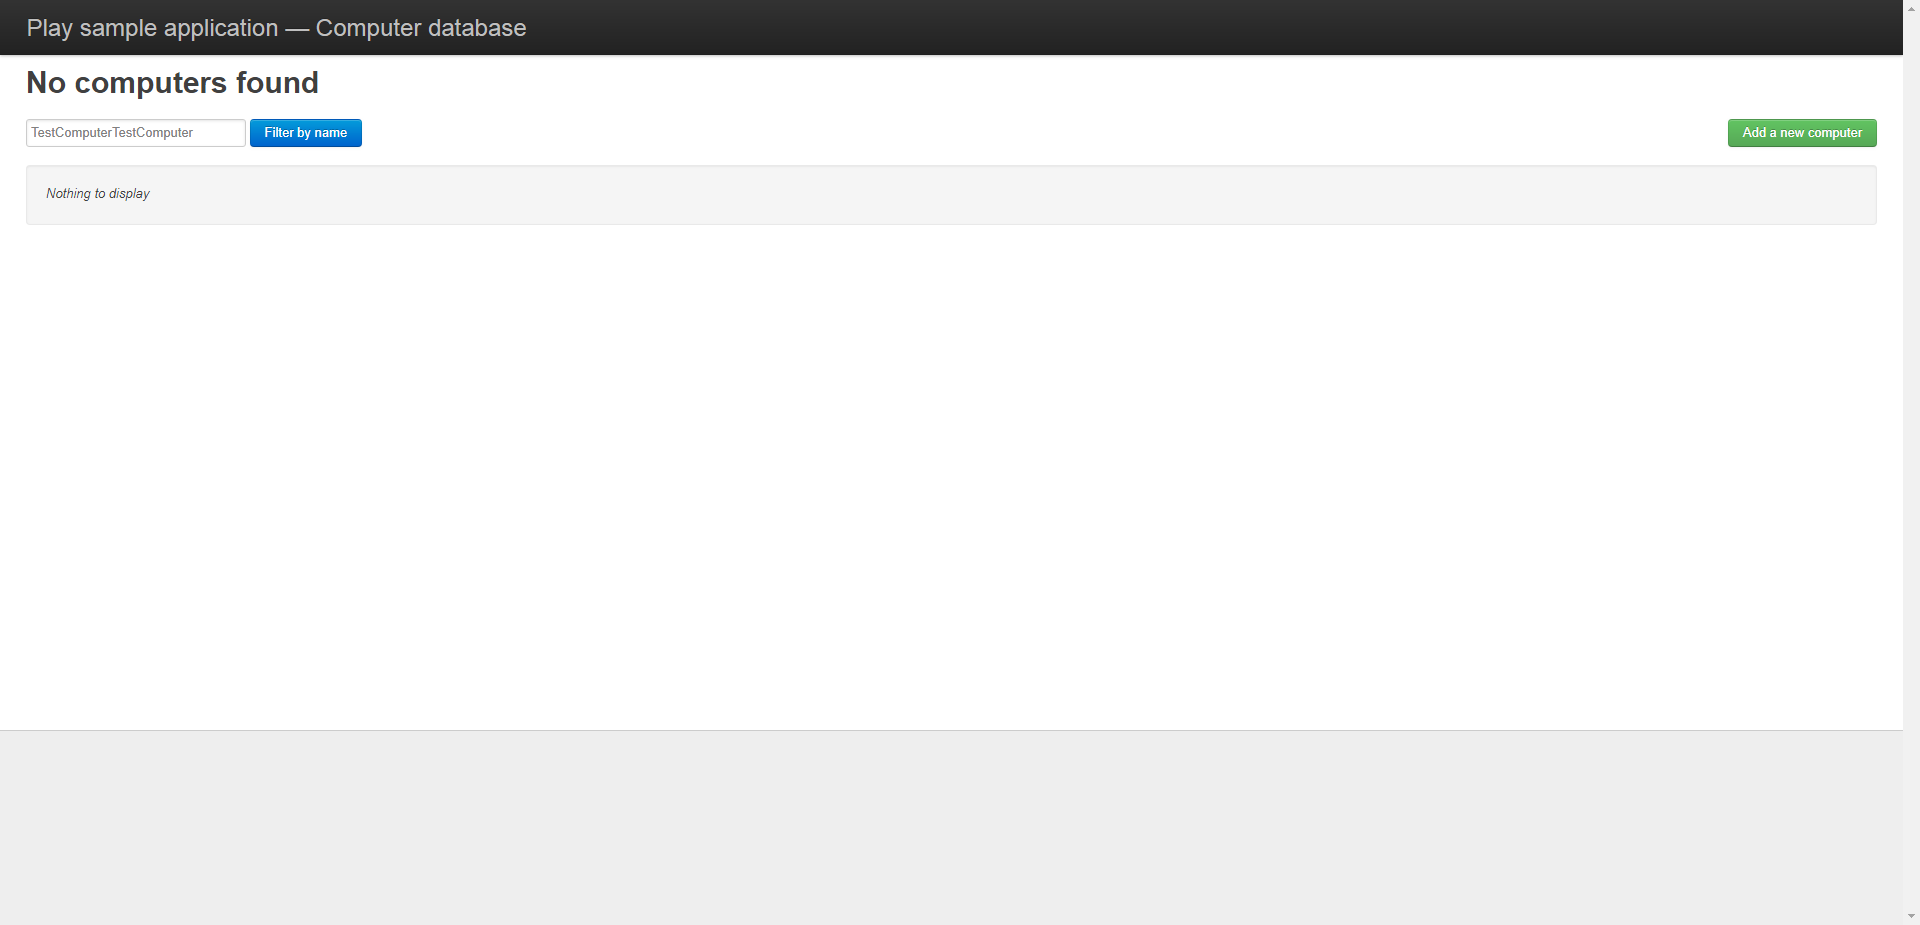 Play sample application — Computer database
No computers found
TestComputerTestComputer
Filter by name
Add a new computer
Nothing to display